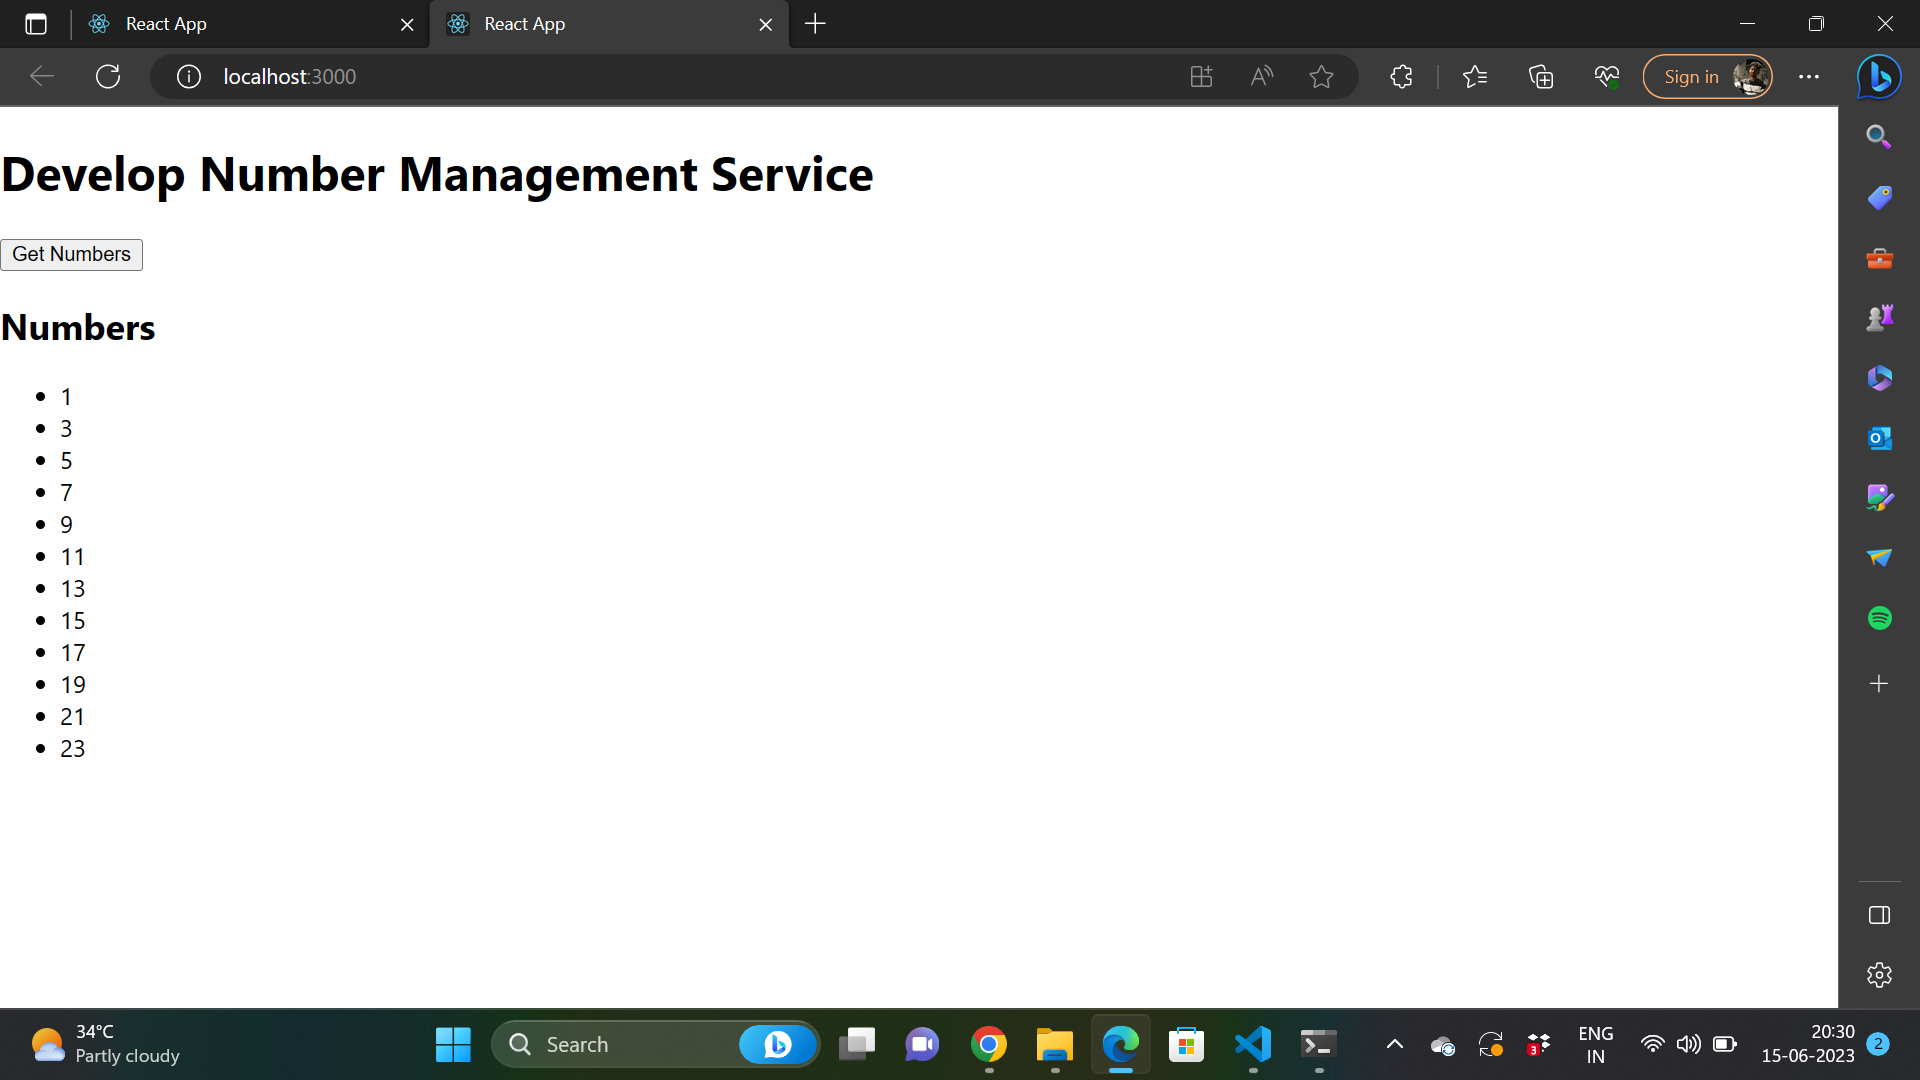 React App
React App
localhost:3000
Sign in
Develop Number Management Service
Get Numbers
Numbers
1
3
5
7
9
11
13
15
17
19
21
23
34°C
Partly cloudy
Search
3
ENG
IN
20:30
15-06-2023
2